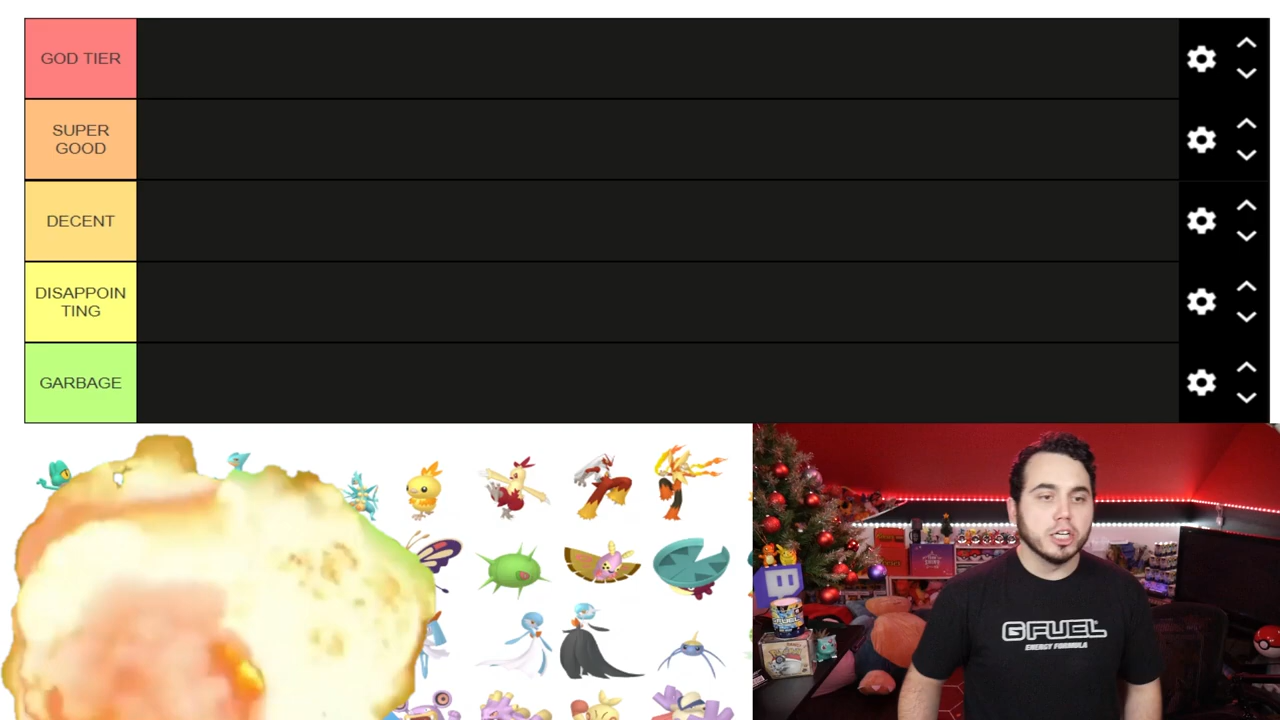 GOD TIER
SUPER
GOOD
DECENT
DISAPPOIN
TING
GARBAGE
G FUEL
ENERGY FORMULA